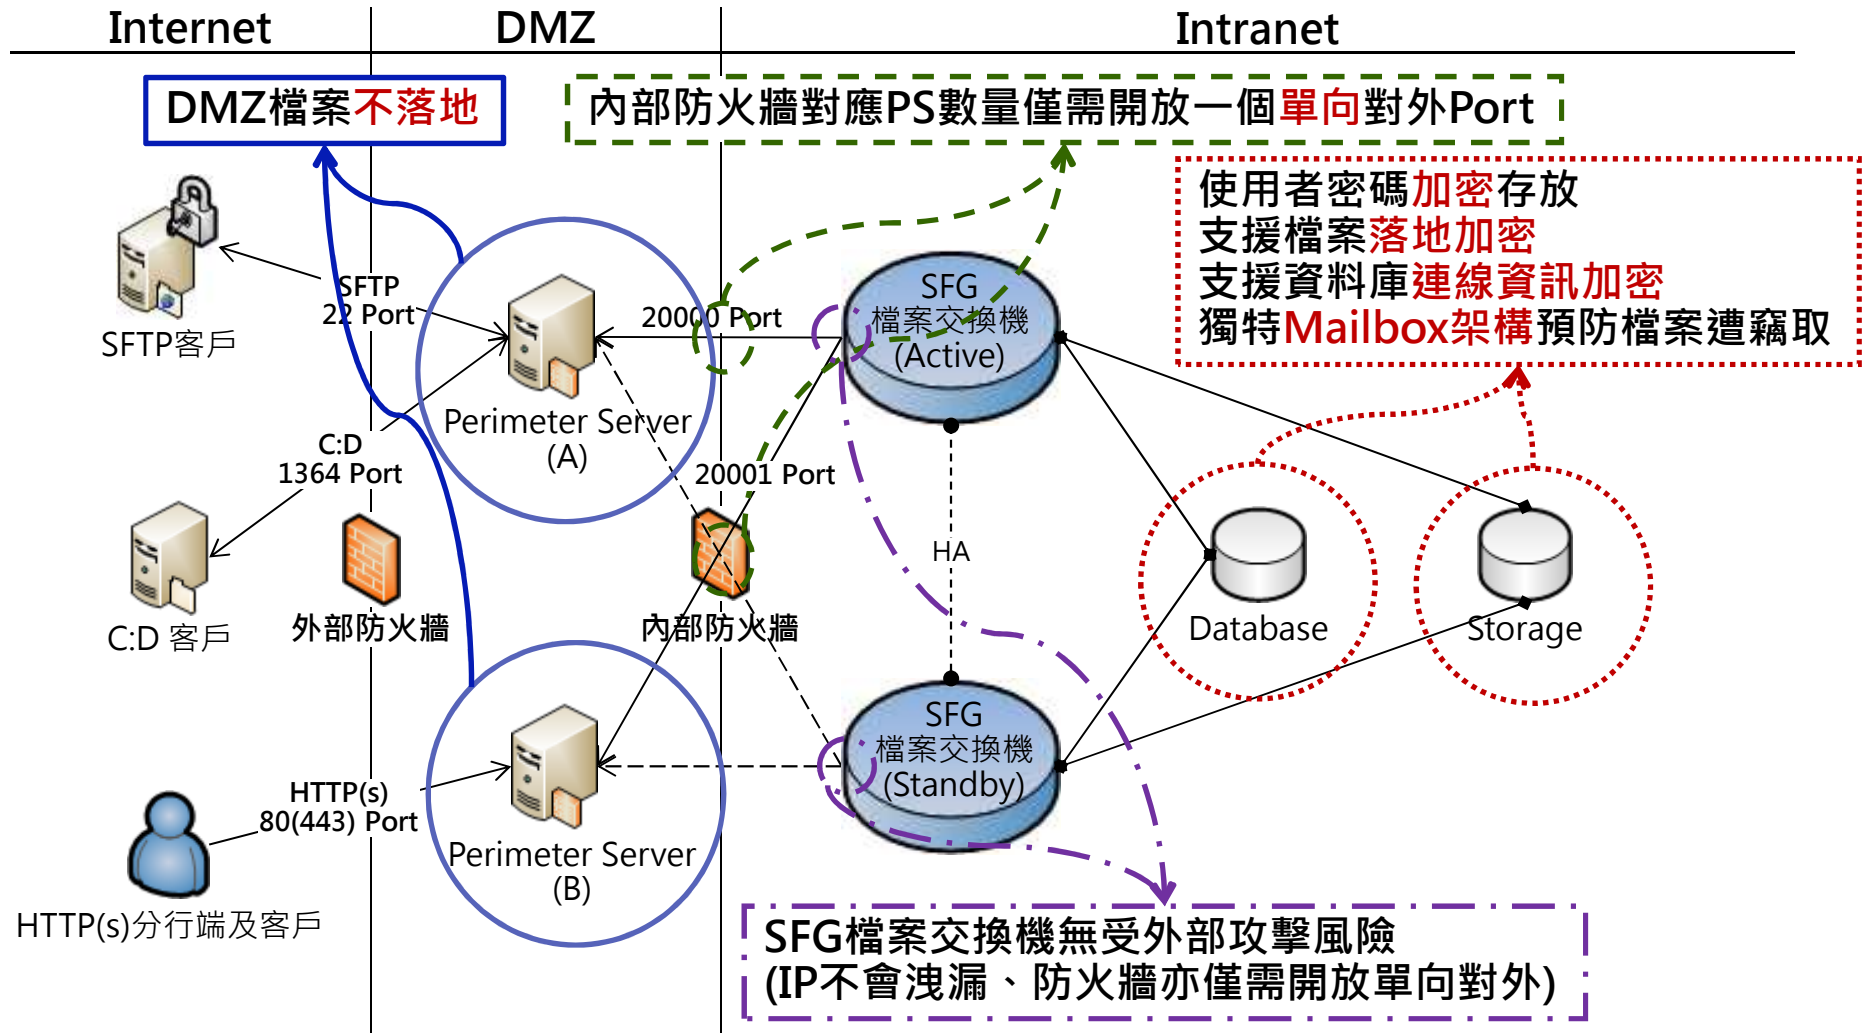 Internet
DMZ
Intranet
DMZ檔案不落地
內部防火牆對應PS數量僅需開放一個單向對外Port
使用者密碼加密存放
支援檔案落地加密
支援資料庫連線資訊加密
獨特Mailbox架構預防檔案遭竊取
SFTP
22 Port
SFTP客戶
20000 Port
SFG
檔案交換機
(Active)
Perimeter Server
(A)
C:D
1364 Port
20001 Port
HA
C:D 客戶
外部防火牆
內部防火牆
Database
Storage
SFG
檔案交換機
(Standby)
HTTP(s)
80(443) Port
Perimeter Server
(B)
HTTP(s)分行端及客戶
SFG檔案交換機無受外部攻擊風險
(IP不會洩漏、防火牆亦僅需開放單向對外)